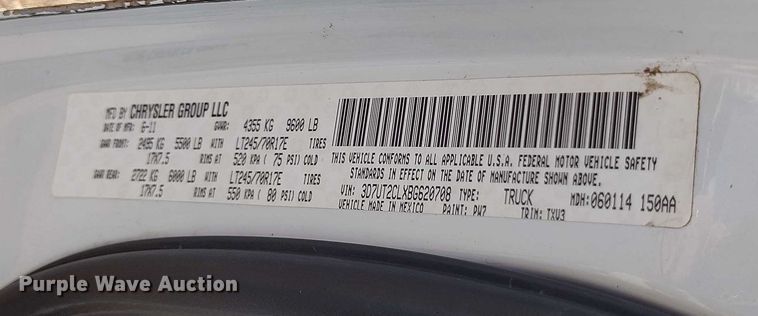 MFD BY CHRYSLER GROUP LLC
DATE OF MFR: 6-11 GVWR: 4355 KG 9600 LB
GAWR FRONT: 2495 KG 5500 LB WITH LT245/70R17E TIRES
17X7.5 RIMS AT 520 KPA ( 75 PSI) COLD
GAWR REAR: 2722 KG 6000 LB WITH LT245/70R17E TIRES
17X7.5 RIMS AT 550 KPA ( 80 PSI) COLD
THIS VEHICLE CONFORMS TO ALL APPLICABLE U.S.A. FEDERAL MOTOR VEHICLE SAFETY
STANDARDS IN EFFECT ON THE DATE OF MANUFACTURE SHOWN ABOVE.
VIN: 3D7UT2CLXBG620708 TYPE: TRUCK MDH: 060114 150AA
VEHICLE MADE IN MEXICO PAINT: PW7 TRIM: TXV3
Purple Wave Auction
Purple Wave Auction